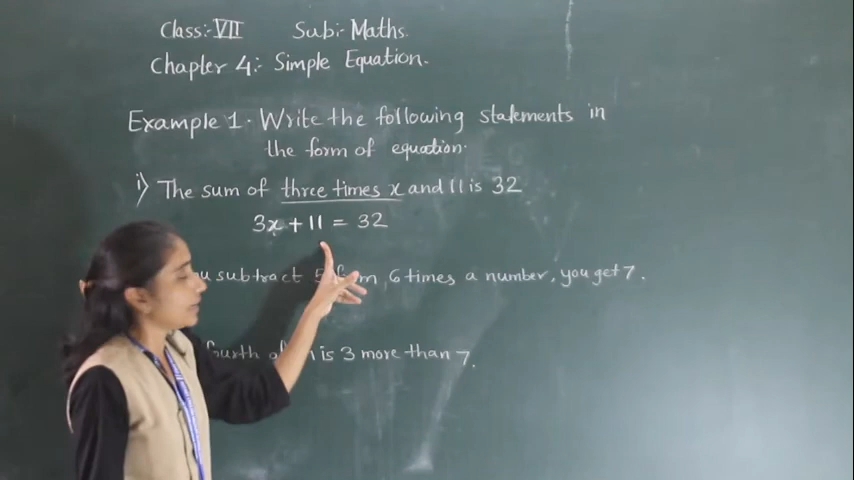 Class:- VII Sub:- Maths.
Chapter 4:- Simple Equation.
Example 1. Write the following statements in
the form of equation.
i) The sum of three times x and 11 is 32
3x + 11 = 32
subtract 5 6 times a number, you get 7.
fourth is 3 more than 7.